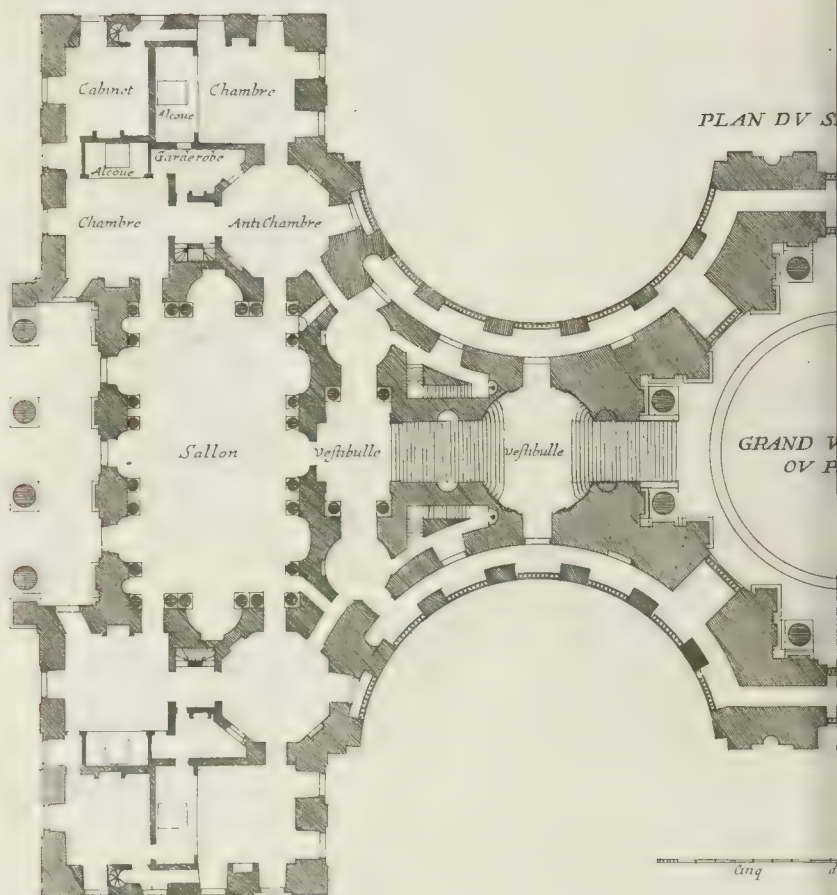 Cabinet
Alcoue
Chambre
PLAN DV S
Garderobe
Alcoue
Chambre
AntiChambre
Sallon
Vestibulle
Vestibulle
GRAND V
OV P
Cinq